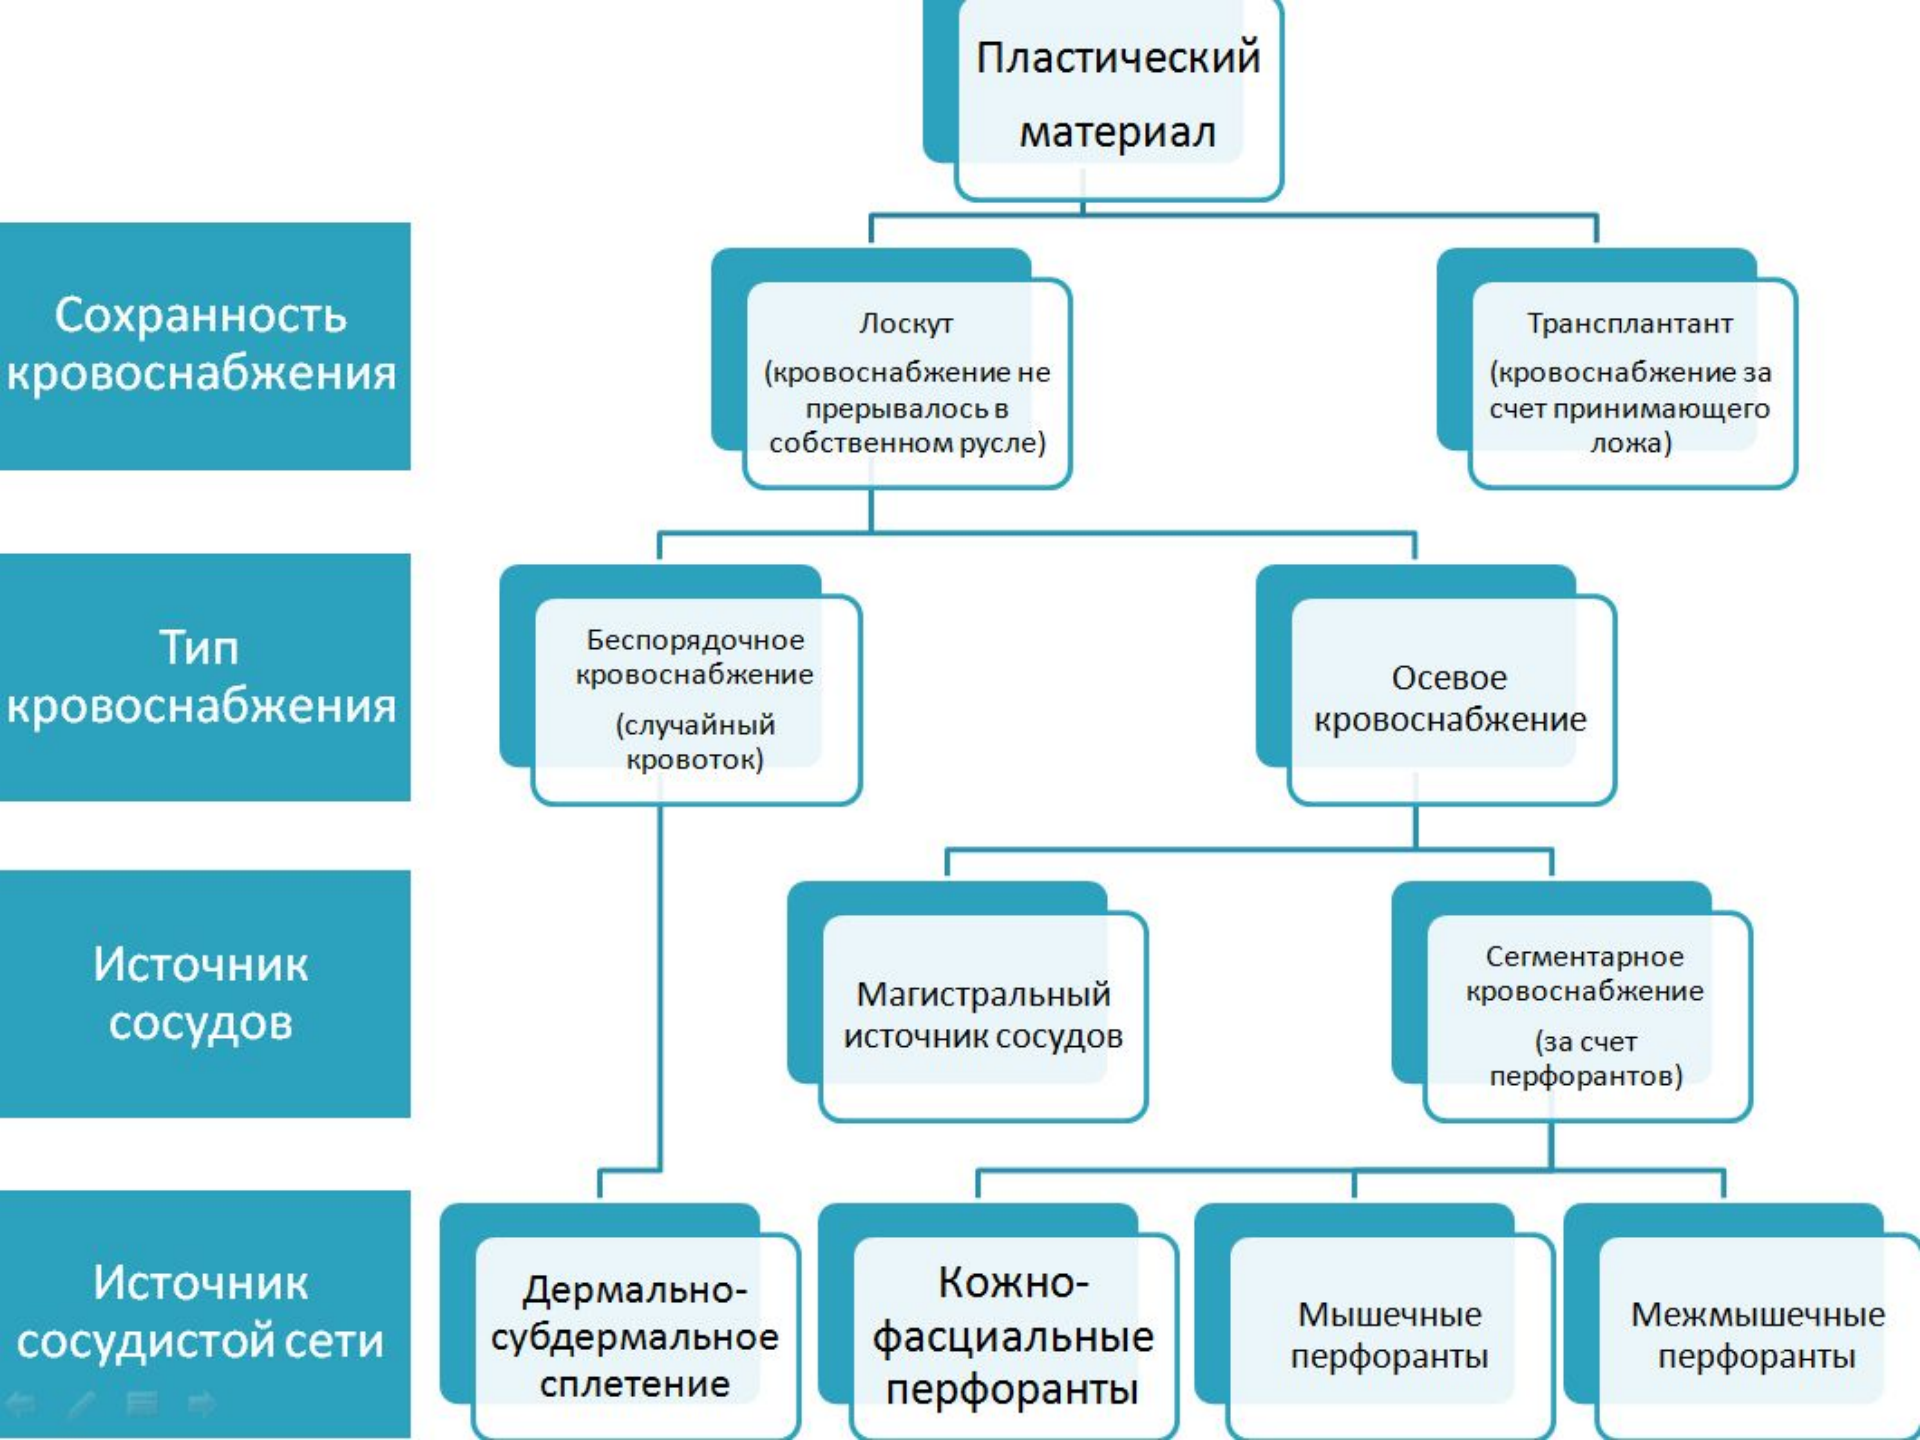 Пластический
материал
Сохранность
кровоснабжения
Лоскут
(кровоснабжение не
прерывалось в
собственном русле)
Трансплантант
(кровоснабжение за
счет принимающего
ложа)
Тип
кровоснабжения
Беспорядочное
кровоснабжение
(случайный
кровоток)
Осевое
кровоснабжение
Источник
сосудов
Магистральный
источник сосудов
Сегментарное
кровоснабжение
(за счет
перфорантов)
Источник
сосудистой сети
Дермально-
субдермальное
сплетение
Кожно-
фасциальные
перфоранты
Мышечные
перфоранты
Межмышечные
перфоранты